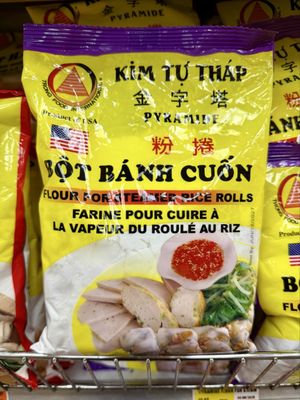 KIM TỰ THÁP
金字塔
PYRAMIDE
Product of USA
粉捲
BỘT BÁNH CUỐN
FLOUR FOR STEAMED RICE ROLLS
FARINE POUR CUIRE À
LA VAPEUR DU ROULÉ AU RIZ